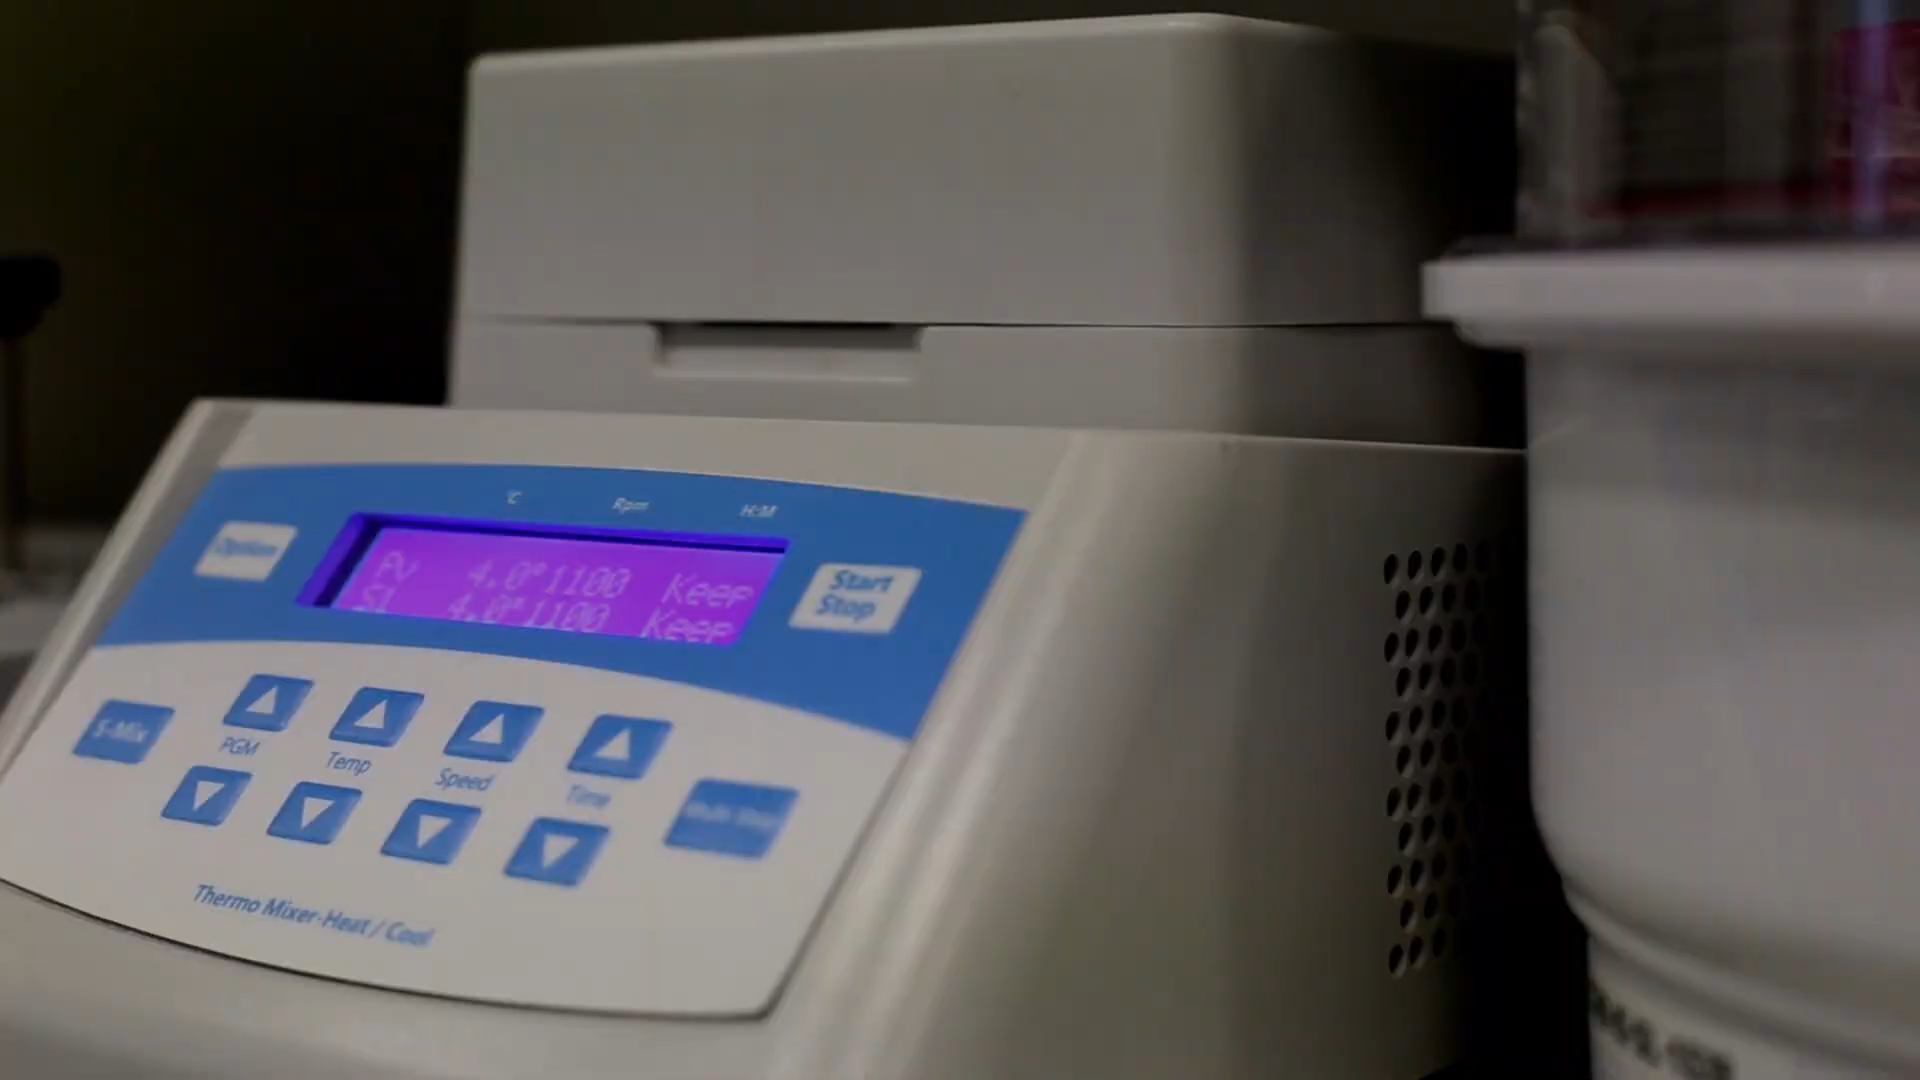 °C Rpm H:M
Option
Pv 4.0° 1100 Keep
4.0° 1100 Keep
Start
Stop
S-Mix
PGM Temp Speed Time
Thermo Mixer-Heat / Cool